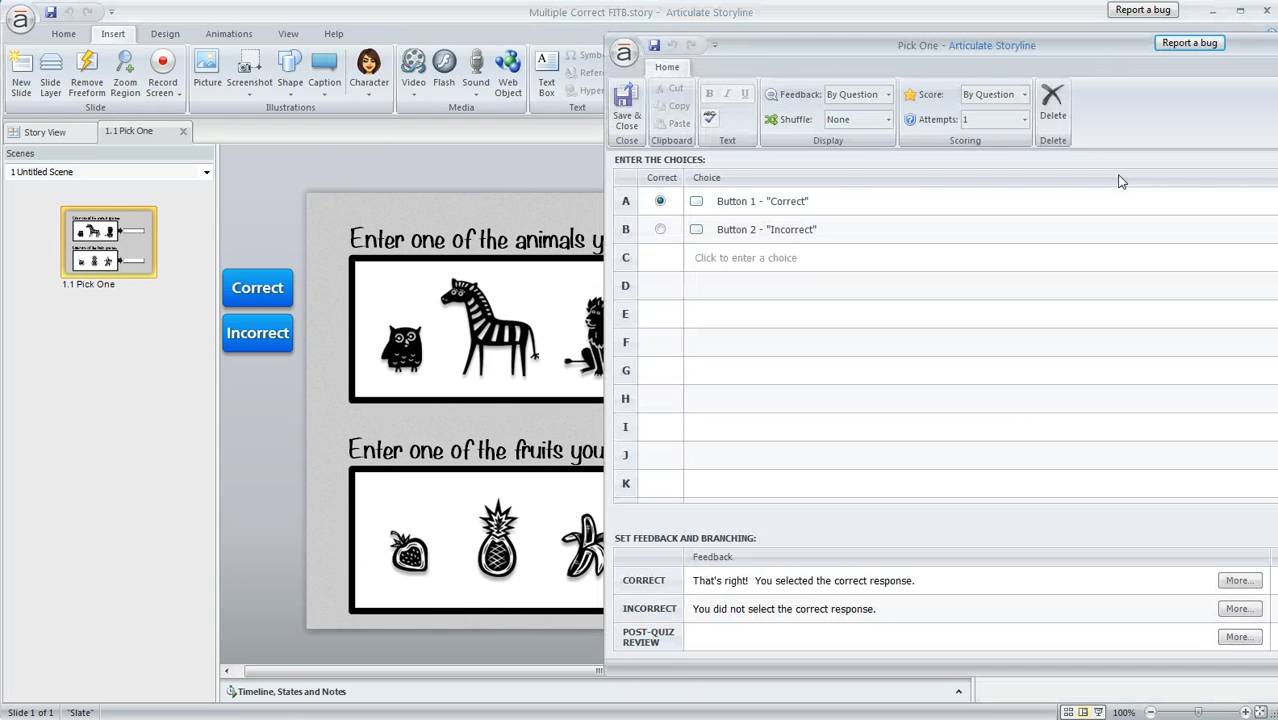 Multiple Correct FITB.story - Articulate Storyline
Report a bug
Home Insert Design Animations View Help
New Slide
Slide Layer
Zoom Region
Record Screen
Picture
Screenshot
Shape
Caption
Character
Video
Flash
Sound
Web Object
Text Box
Freeform
Slide Illustrations Media Text
Story View
1.1 Pick One
Scenes
1 Untitled Scene
1.1 Pick One
Correct
Incorrect
Enter one of the animals
Enter one of the fruits you
Timeline, States and Notes
Slide 1 of 1 "Slate"
100%
Pick One - Articulate Storyline
Report a bug
Home
Save & Close
Cut
Copy
Paste
B I U
Feedback: By Question
Shuffle: None
Score: By Question
Attempts: 1
Delete
Close Clipboard Text Display Scoring Delete
ENTER THE CHOICES:
Correct Choice
A Button 1 - "Correct"
B Button 2 - "Incorrect"
C Click to enter a choice
D
E
F
G
H
I
J
K
SET FEEDBACK AND BRANCHING:
Feedback
CORRECT That's right! You selected the correct response. More...
INCORRECT You did not select the correct response. More...
POST-QUIZ REVIEW More...